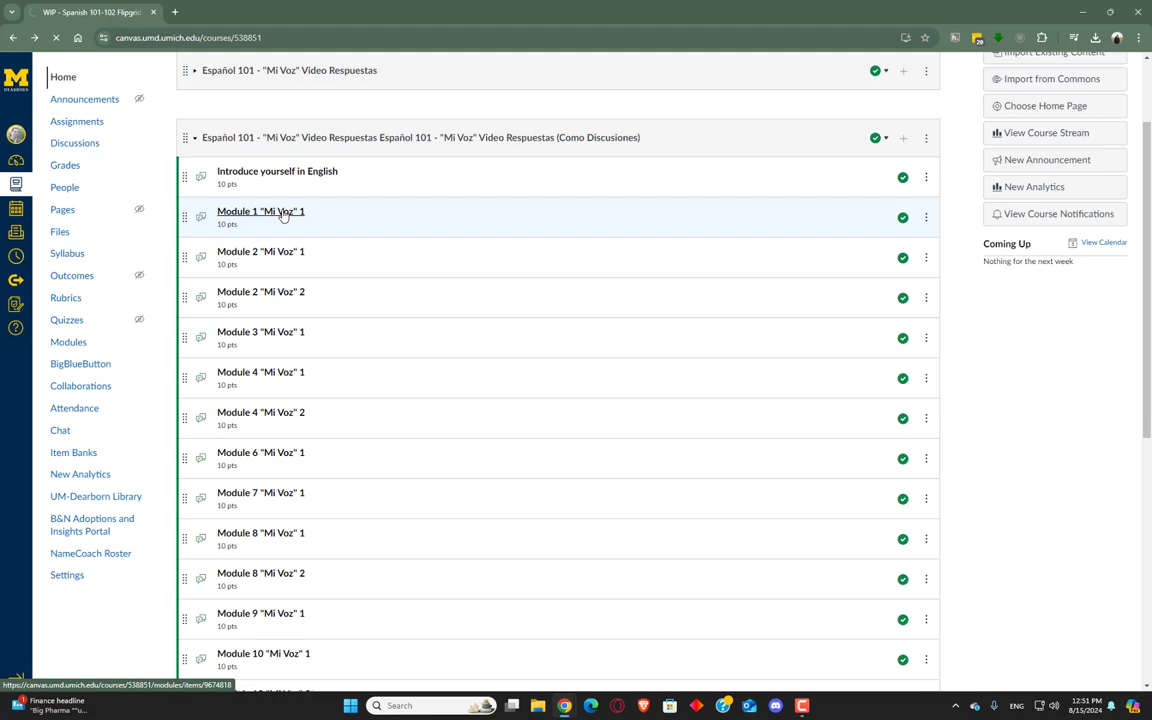 WIP - Spanish 101-102 Flipgrid
canvas.umd.umich.edu/courses/538851
20
DEARBORN
Home
Announcements
Assignments
Discussions
Grades
People
Pages
Files
Syllabus
Outcomes
Rubrics
Quizzes
Modules
BigBlueButton
Collaborations
Attendance
Chat
Item Banks
New Analytics
UM-Dearborn Library
B&N Adoptions and
Insights Portal
NameCoach Roster
Settings
Español 101 - "Mi Voz" Video Respuestas
Español 101 - "Mi Voz" Video Respuestas Español 101 - "Mi Voz" Video Respuestas (Como Discusiones)
Introduce yourself in English
10 pts
Module 1 "Mi Voz" 1
10 pts
Module 2 "Mi Voz" 1
10 pts
Module 2 "Mi Voz" 2
10 pts
Module 3 "Mi Voz" 1
10 pts
Module 4 "Mi Voz" 1
10 pts
Module 4 "Mi Voz" 2
10 pts
Module 6 "Mi Voz" 1
10 pts
Module 7 "Mi Voz" 1
10 pts
Module 8 "Mi Voz" 1
10 pts
Module 8 "Mi Voz" 2
10 pts
Module 9 "Mi Voz" 1
10 pts
Module 10 "Mi Voz" 1
10 pts
Import Existing Content
Import from Commons
Choose Home Page
View Course Stream
New Announcement
New Analytics
View Course Notifications
Coming Up
View Calendar
Nothing for the next week
https://canvas.umd.umich.edu/courses/538851/modules/items/9674818
Finance headline
"Big Pharma ""u...
Search
ENG
12:51 PM
8/15/2024